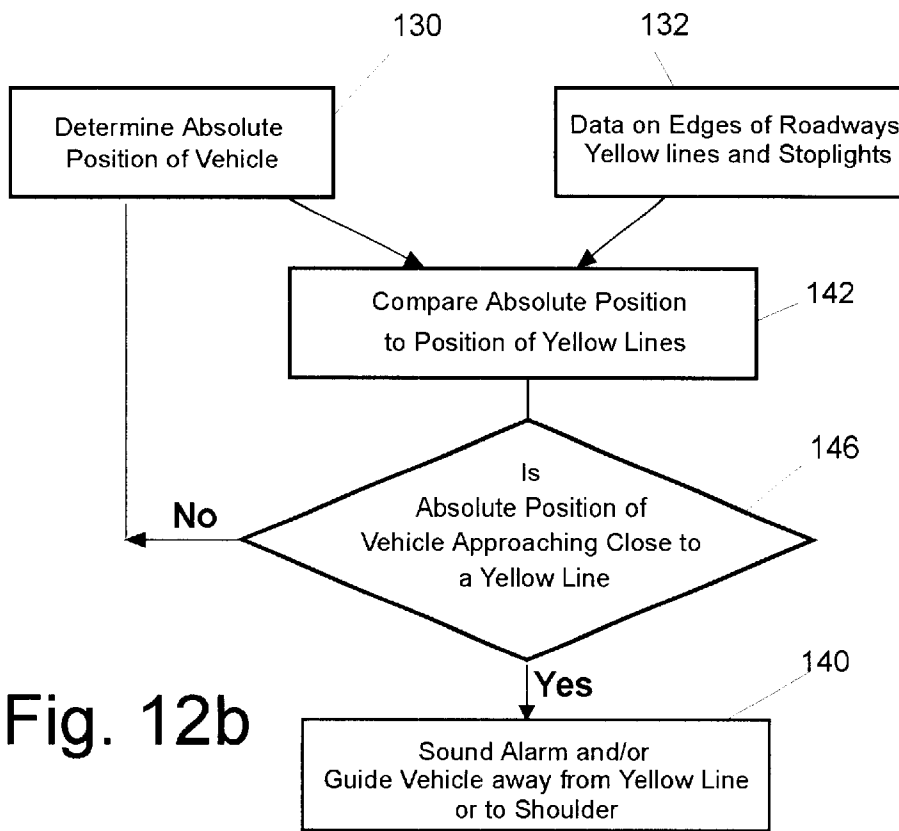 130
132
Determine Absolute
Position of Vehicle
Data on Edges of Roadways
Yellow lines and Stoplights
Compare Absolute Position
to Position of Yellow Lines
142
Is
Absolute Position of
Vehicle Approaching Close to
a Yellow Line
146
No
Yes
140
Fig. 12b
Sound Alarm and/or
Guide Vehicle away from Yellow Line
or to Shoulder